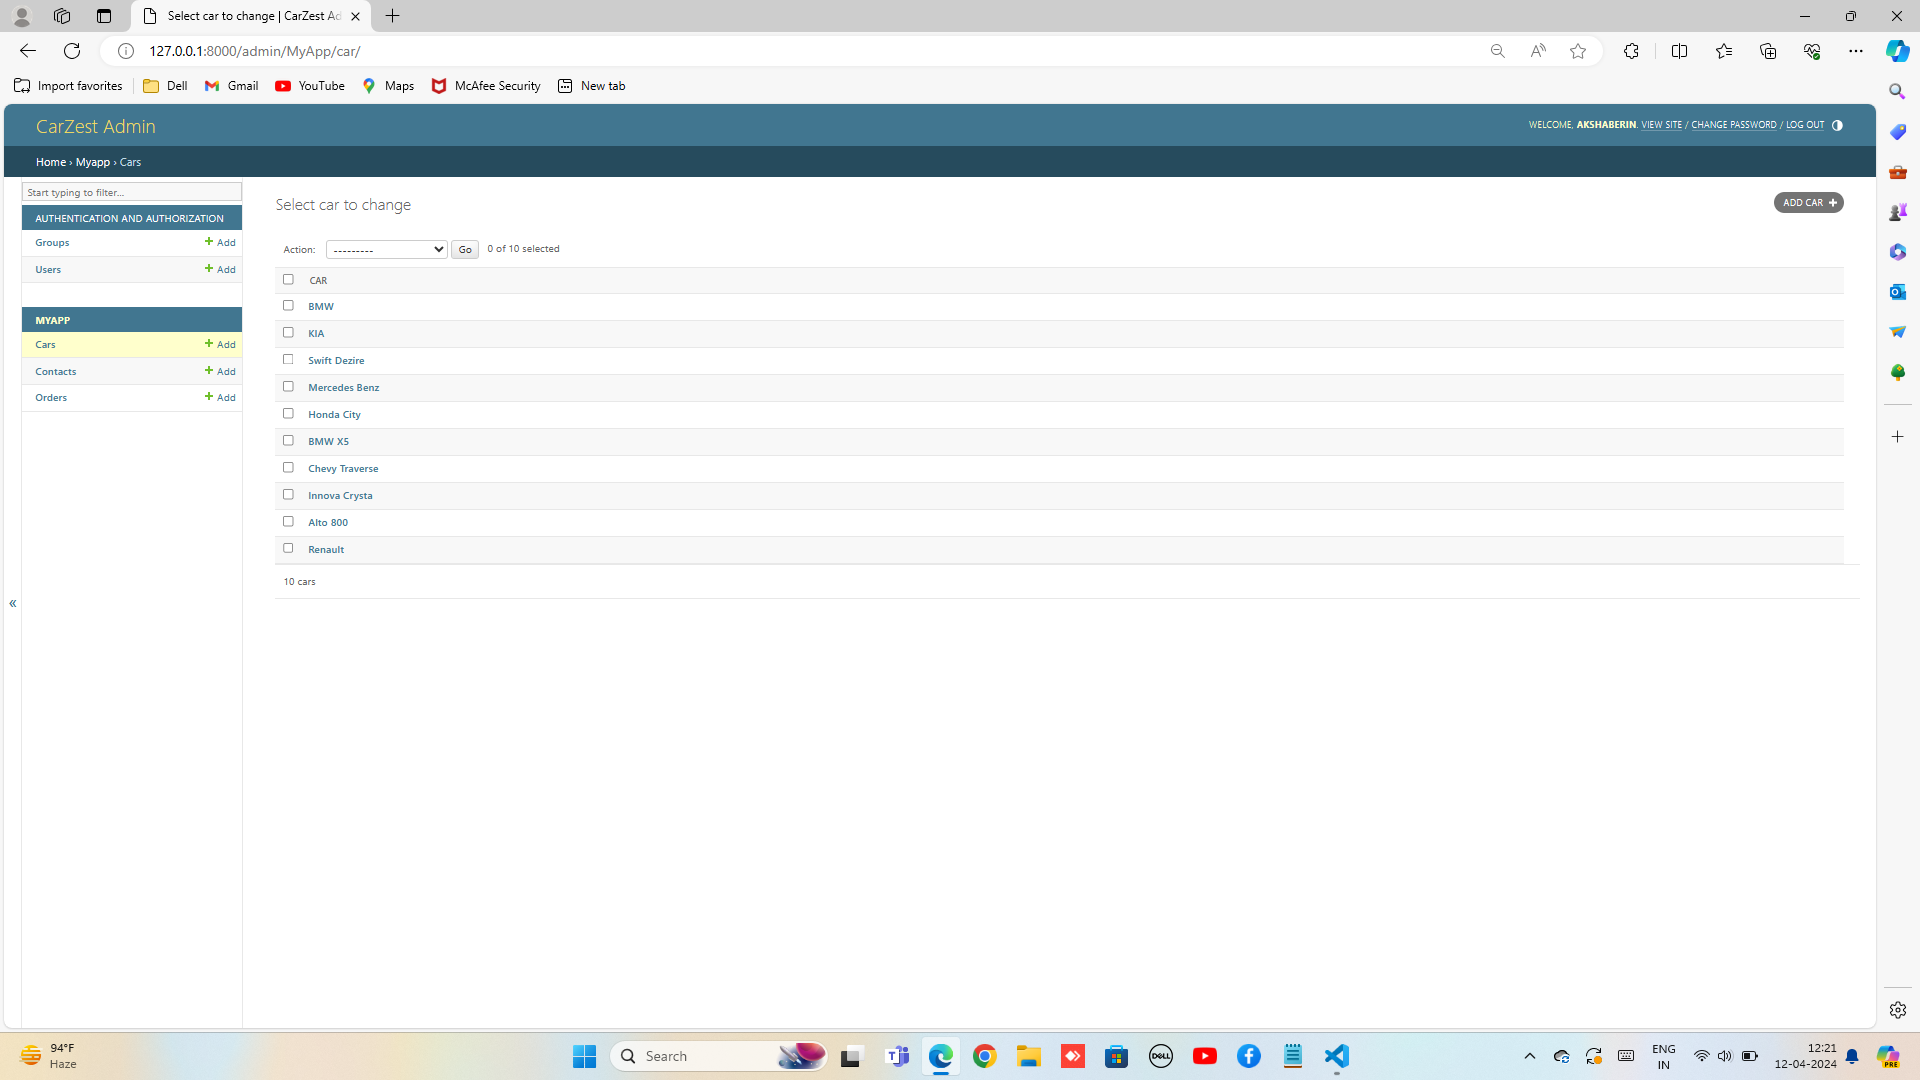 Select car to change | CarZest Ad
127.0.0.1:8000/admin/MyApp/car/
Import favorites
Dell
Gmail
YouTube
Maps
McAfee Security
New tab
CarZest Admin
WELCOME, AKSHABERIN. VIEW SITE / CHANGE PASSWORD / LOG OUT
Home › Myapp › Cars
Start typing to filter...
AUTHENTICATION AND AUTHORIZATION
Groups + Add
Users + Add
MYAPP
Cars + Add
Contacts + Add
Orders + Add
«
Select car to change
ADD CAR +
Action: --------- Go 0 of 10 selected
CAR
BMW
KIA
Swift Dezire
Mercedes Benz
Honda City
BMW X5
Chevy Traverse
Innova Crysta
Alto 800
Renault
10 cars
94°F
Haze
Search
DELL
ENG
IN
12:21
12-04-2024
PRE